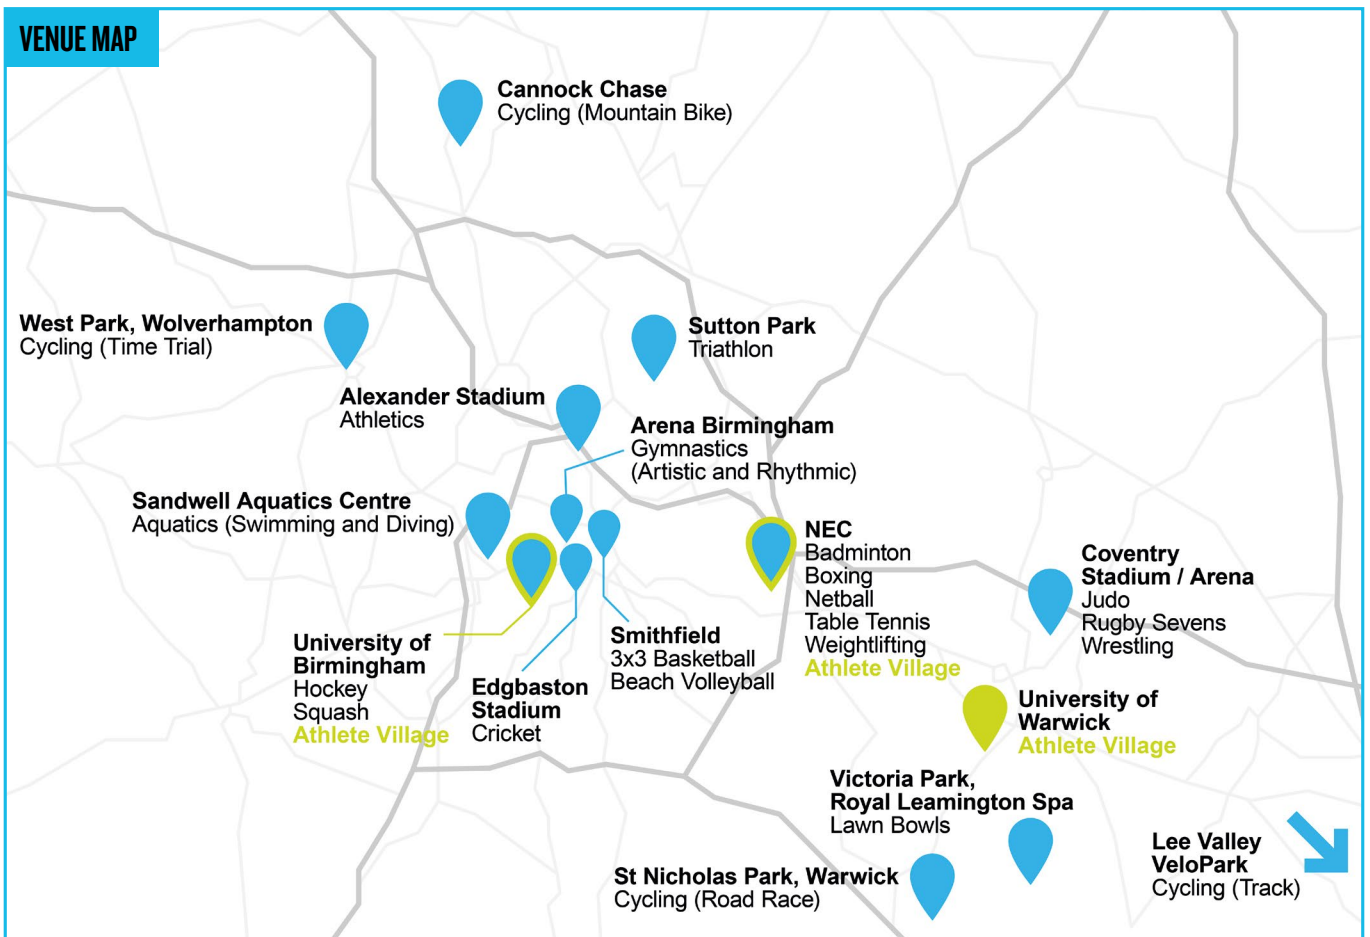 VENUE MAP
Cannock Chase
Cycling (Mountain Bike)
West Park, Wolverhampton
Cycling (Time Trial)
Sutton Park
Triathlon
Alexander Stadium
Athletics
Arena Birmingham
Gymnastics
(Artistic and Rhythmic)
Sandwell Aquatics Centre
Aquatics (Swimming and Diving)
NEC
Badminton
Boxing
Netball
Table Tennis
Weightlifting
Athlete Village
Coventry
Stadium / Arena
Judo
Rugby Sevens
Wrestling
University of
Birmingham
Hockey
Squash
Athlete Village
Edgbaston
Stadium
Cricket
Smithfield
3x3 Basketball
Beach Volleyball
University of
Warwick
Athlete Village
Victoria Park,
Royal Leamington Spa
Lawn Bowls
St Nicholas Park, Warwick
Cycling (Road Race)
Lee Valley
VeloPark
Cycling (Track)